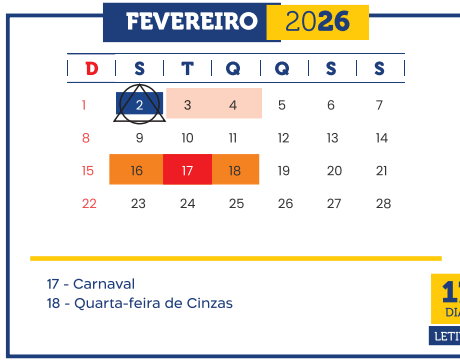 FEVEREIRO 2026
D S T Q Q S S
1 2 3 4 5 6 7
8 9 10 11 12 13 14
15 16 17 18 19 20 21
22 23 24 25 26 27 28
17 - Carnaval
18 - Quarta-feira de Cinzas